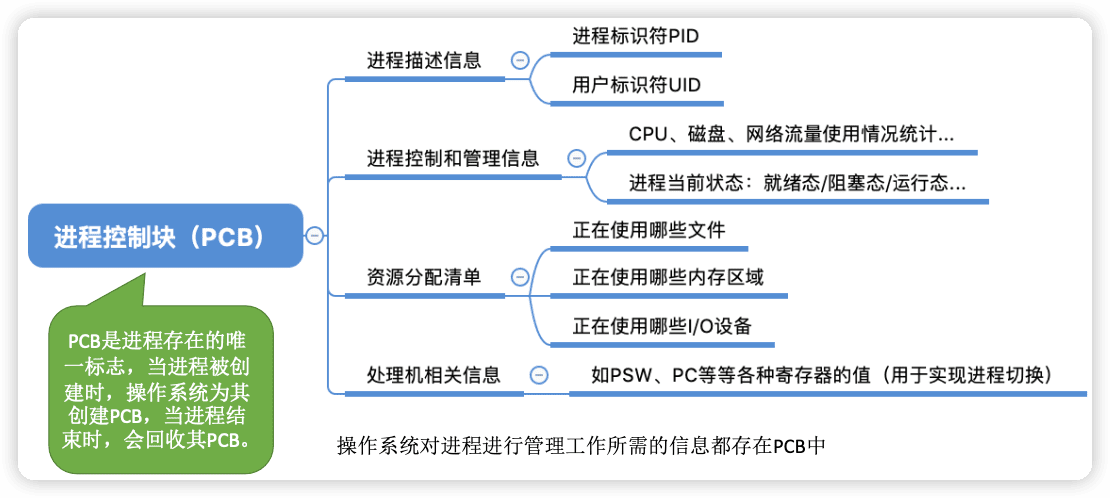 进程控制块（PCB）
进程描述信息
进程标识符PID
用户标识符UID
进程控制和管理信息
CPU、磁盘、网络流量使用情况统计...
进程当前状态：就绪态/阻塞态/运行态...
资源分配清单
正在使用哪些文件
正在使用哪些内存区域
正在使用哪些I/O设备
处理机相关信息
如PSW、PC等等各种寄存器的值（用于实现进程切换）
PCB是进程存在的唯
一标志，当进程被创
建时，操作系统为其
创建PCB，当进程结
束时，会回收其PCB。
操作系统对进程进行管理工作所需的信息都存在PCB中